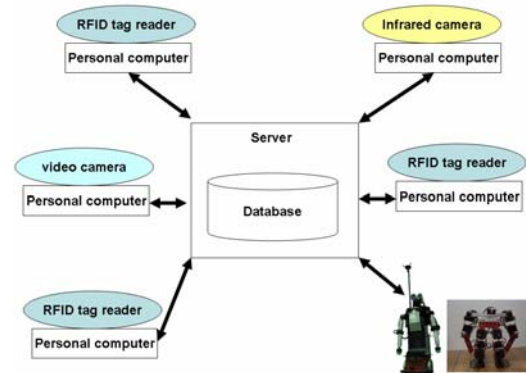 RFID tag reader
Personal computer
Infrared camera
Personal computer
Server
Database
video camera
Personal computer
RFID tag reader
Personal computer
RFID tag reader
Personal computer